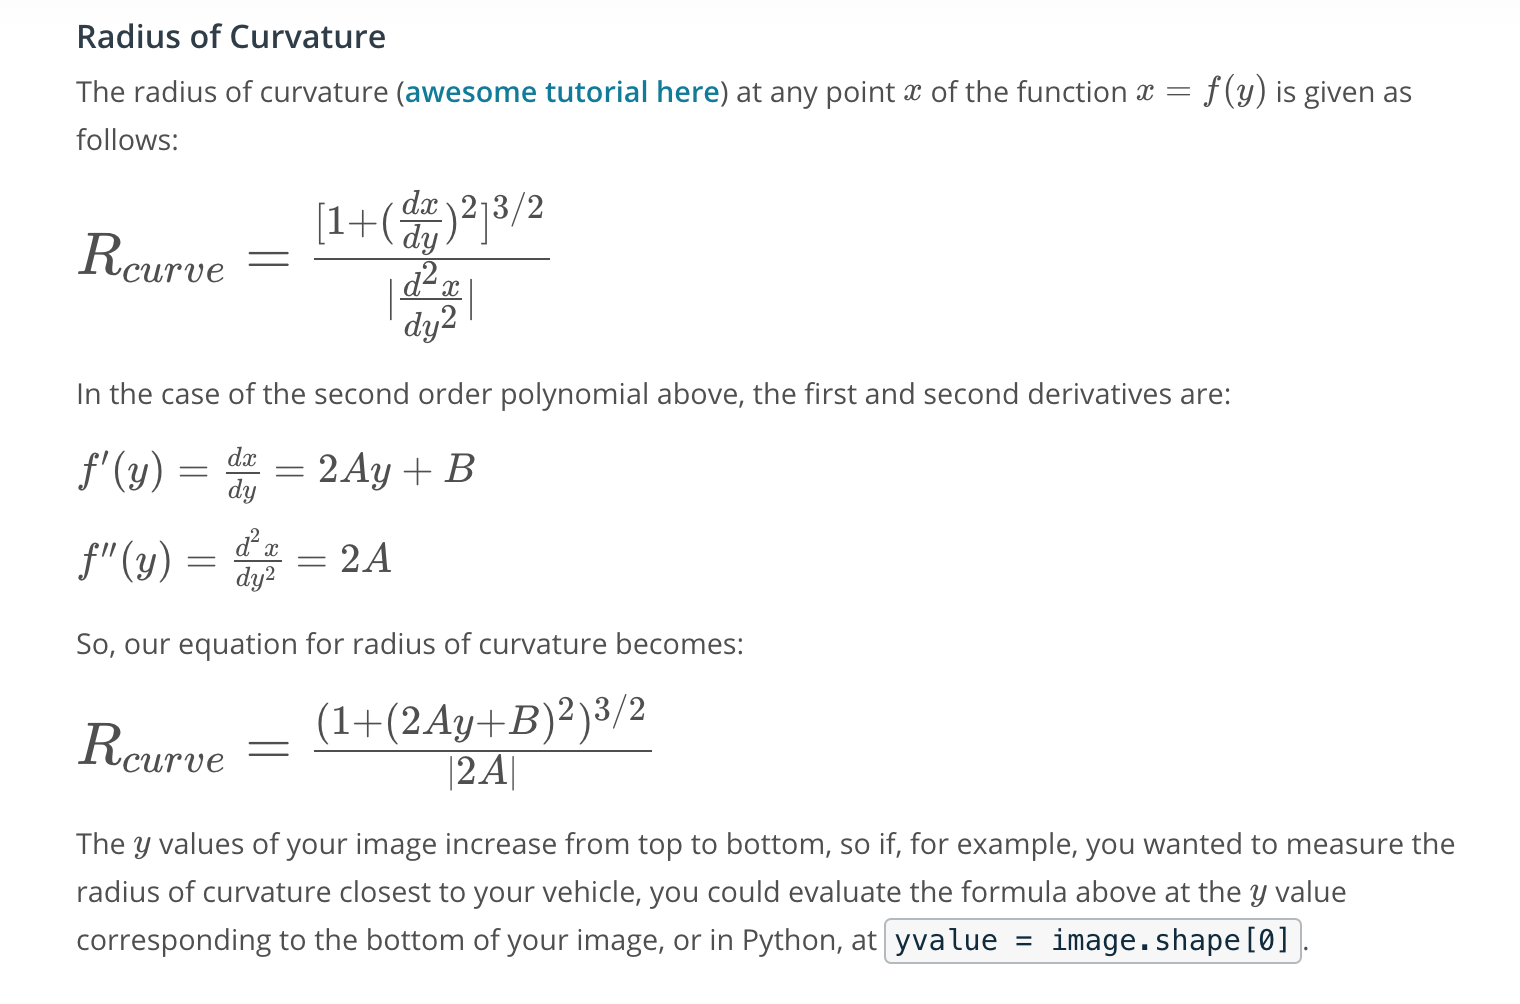 Radius of Curvature
The radius of curvature (awesome tutorial here) at any point x of the function x = f(y) is given as
follows:
R_{curve} = \frac{[1+(\frac{dx}{dy})^2]^{3/2}}{|\frac{d^2x}{dy^2}|}
In the case of the second order polynomial above, the first and second derivatives are:
f'(y) = \frac{dx}{dy} = 2Ay + B
f''(y) = \frac{d^2x}{dy^2} = 2A
So, our equation for radius of curvature becomes:
R_{curve} = \frac{(1+(2Ay+B)^2)^{3/2}}{|2A|}
The y values of your image increase from top to bottom, so if, for example, you wanted to measure the
radius of curvature closest to your vehicle, you could evaluate the formula above at the y value
corresponding to the bottom of your image, or in Python, at yvalue = image.shape[0].